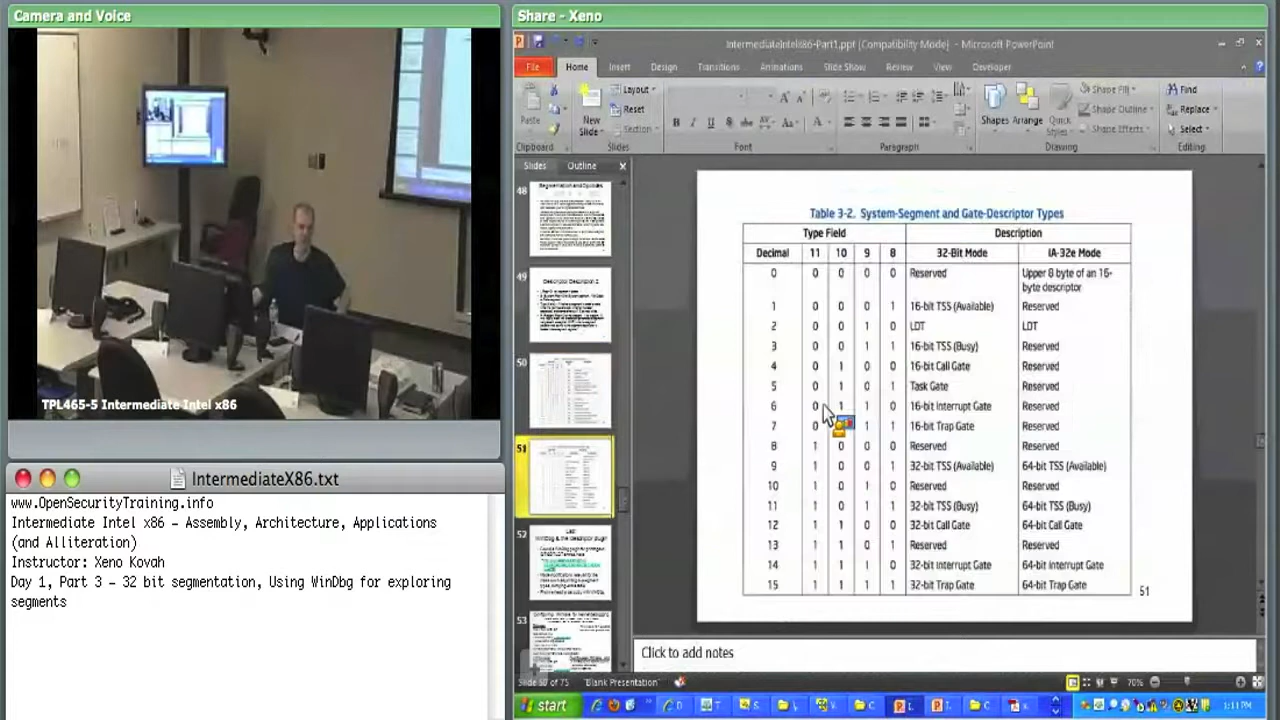 Camera and Voice
TPL465-5 Intermediate Intel x86
IntermediateX86.txt
www.OpenSecurityTraining.info
Intermediate Intel x86 - Assembly, Architecture, Applications
(and Alliteration)
Instructor: Xeno Kovah
Day 1 Part 3 - 32 bit segmentation, using WinDbg for exploring
segments
Share - Xeno
IntermediateIntelX86-Part1.ppt [Compatibility Mode] - Microsoft PowerPoint
File Home Insert Design Transitions Animations Slide Show Review View Developer
Paste
Clipboard
New
Slide
Layout
Reset
Section
Slides
Font
Paragraph
Shapes Arrange Quick
Styles
Shape Fill
Shape Outline
Shape Effects
Drawing
Find
Replace
Select
Editing
Slides Outline
48
49
50
51
52
53
Table 3-2. System-Segment and Gate-Descriptor Types
Type Field Description
Decimal 11 10 9 8 32-Bit Mode IA-32e Mode
0 0 0 0 0 Reserved Upper 8 byte of an 16-
byte descriptor
1 0 0 0 1 16-bit TSS (Available) Reserved
2 0 0 1 0 LDT LDT
3 0 0 1 1 16-bit TSS (Busy) Reserved
4 0 1 0 0 16-bit Call Gate Reserved
5 0 1 0 1 Task Gate Reserved
6 0 1 0 16-bit Interrupt Gate Reserved
7 0 1 1 16-bit Trap Gate Reserved
8 1 0 0 0 Reserved Reserved
9 1 0 0 1 32-bit TSS (Available) 64-bit TSS (Available)
10 1 0 1 0 Reserved Reserved
11 1 0 1 1 32-bit TSS (Busy) 64-bit TSS (Busy)
12 1 1 0 0 32-bit Call Gate 64-bit Call Gate
13 1 1 0 1 Reserved Reserved
14 1 1 1 0 32-bit Interrupt Gate 64-bit Interrupt Gate
15 1 1 1 1 32-bit Trap Gate 64-bit Trap Gate
51
Click to add notes
Slide 50 of 75 "Blank Presentation"
70%
start
1:11 PM